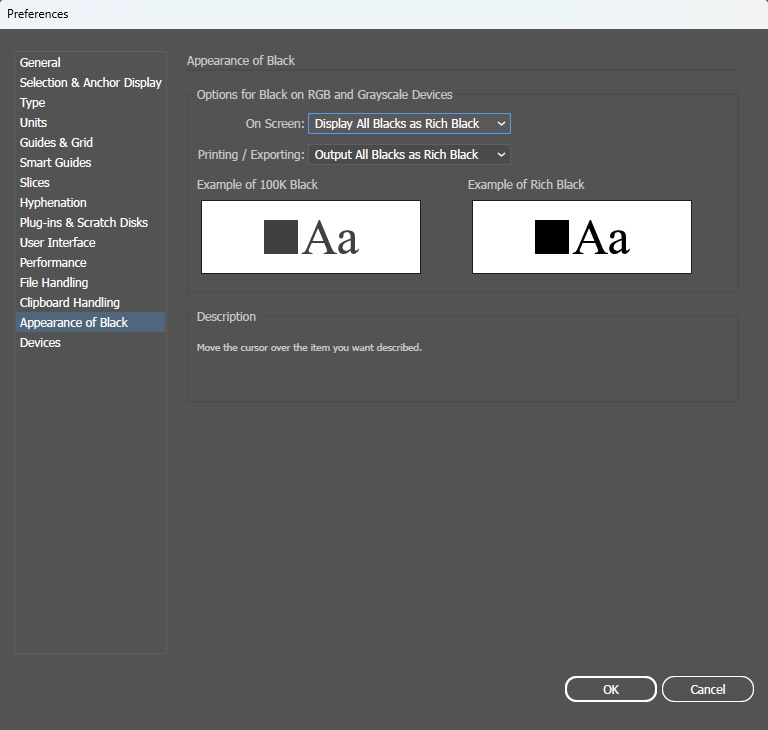 Preferences
General
Selection & Anchor Display
Type
Units
Guides & Grid
Smart Guides
Slices
Hyphenation
Plug-ins & Scratch Disks
User Interface
Performance
File Handling
Clipboard Handling
Appearance of Black
Devices
Appearance of Black
Options for Black on RGB and Grayscale Devices
On Screen: Display All Blacks as Rich Black
Printing / Exporting: Output All Blacks as Rich Black
Example of 100K Black Example of Rich Black
Aa Aa
Description
Move the cursor over the item you want described.
OK Cancel